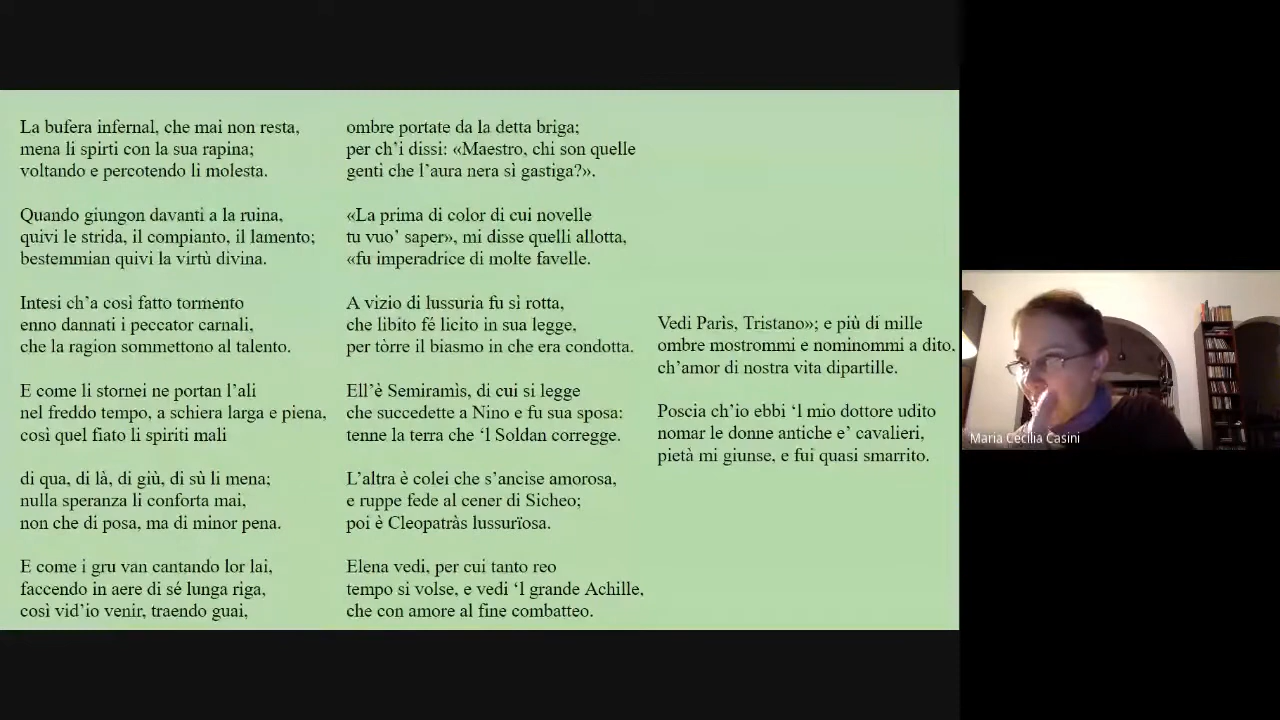 La bufera infernal, che mai non resta,
mena li spirti con la sua rapina;
voltando e percotendo li molesta.
Quando giungon davanti a la ruina,
quivi le strida, il compianto, il lamento;
bestemmian quivi la virtù divina.
Intesi ch'a così fatto tormento
enno dannati i peccator carnali,
che la ragion sommettono al talento.
E come li stornei ne portan l'ali
nel freddo tempo, a schiera larga e piena,
così quel fiato li spiriti mali
di qua, di là, di giù, di sù li mena;
nulla speranza li conforta mai,
non che di posa, ma di minor pena.
E come i gru van cantando lor lai,
faccendo in aere di sé lunga riga,
così vid'io venir, traendo guai,
ombre portate da la detta briga;
per ch'i dissi: «Maestro, chi son quelle
genti che l'aura nera sì gastiga?».
«La prima di color di cui novelle
tu vuo' saper», mi disse quelli allotta,
«fu imperadrice di molte favelle.
A vizio di lussuria fu sì rotta,
che libito fé licito in sua legge,
per tòrre il biasmo in che era condotta.
Ell'è Semiramìs, di cui si legge
che succedette a Nino e fu sua sposa:
tenne la terra che 'l Soldan corregge.
L'altra è colei che s'ancise amorosa,
e ruppe fede al cener di Sicheo;
poi è Cleopatràs lussurïosa.
Elena vedi, per cui tanto reo
tempo si volse, e vedi 'l grande Achille,
che con amore al fine combatteo.
Vedi Paris, Tristano»; e più di mille
ombre mostrommi e nominommi a dito,
ch'amor di nostra vita dipartille.
Poscia ch'io ebbi 'l mio dottore udito
nomar le donne antiche e' cavalieri,
pietà mi giunse, e fui quasi smarrito.
Maria Cecilia Casini